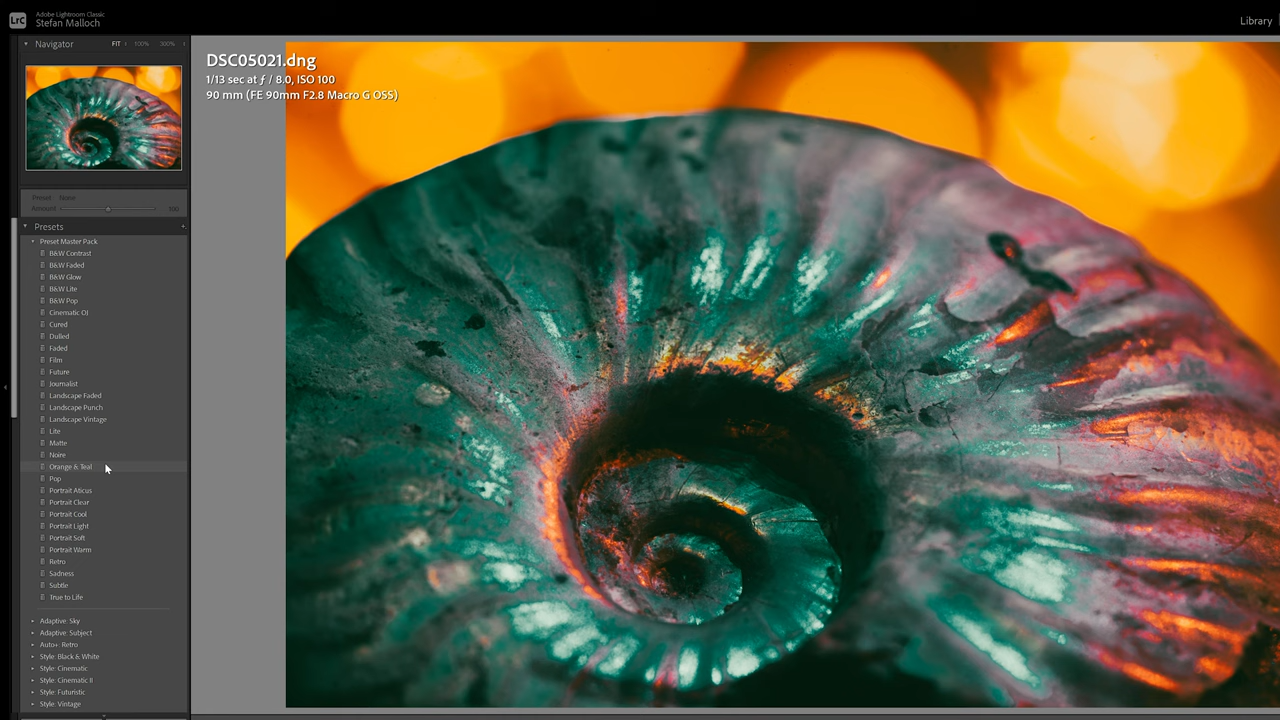 LrC
Adobe Lightroom Classic
Stefan Malloch
Library
Navigator
FIT
100%
300%
DSC05021.dng
1/13 sec at ƒ / 8.0, ISO 100
90 mm (FE 90mm F2.8 Macro G OSS)
Preset None
Amount 100
Presets
Preset Master Pack
B&W Contrast
B&W Faded
B&W Glow
B&W Lite
B&W Pop
Cinematic OJ
Cured
Dulled
Faded
Film
Future
Journalist
Landscape Faded
Landscape Punch
Landscape Vintage
Lite
Matte
Noire
Orange & Teal
Pop
Portrait Aticus
Portrait Clear
Portrait Cool
Portrait Light
Portrait Soft
Portrait Warm
Retro
Sadness
Subtle
True to Life
Adaptive: Sky
Adaptive: Subject
Auto+: Retro
Style: Black & White
Style: Cinematic
Style: Cinematic II
Style: Futuristic
Style: Vintage